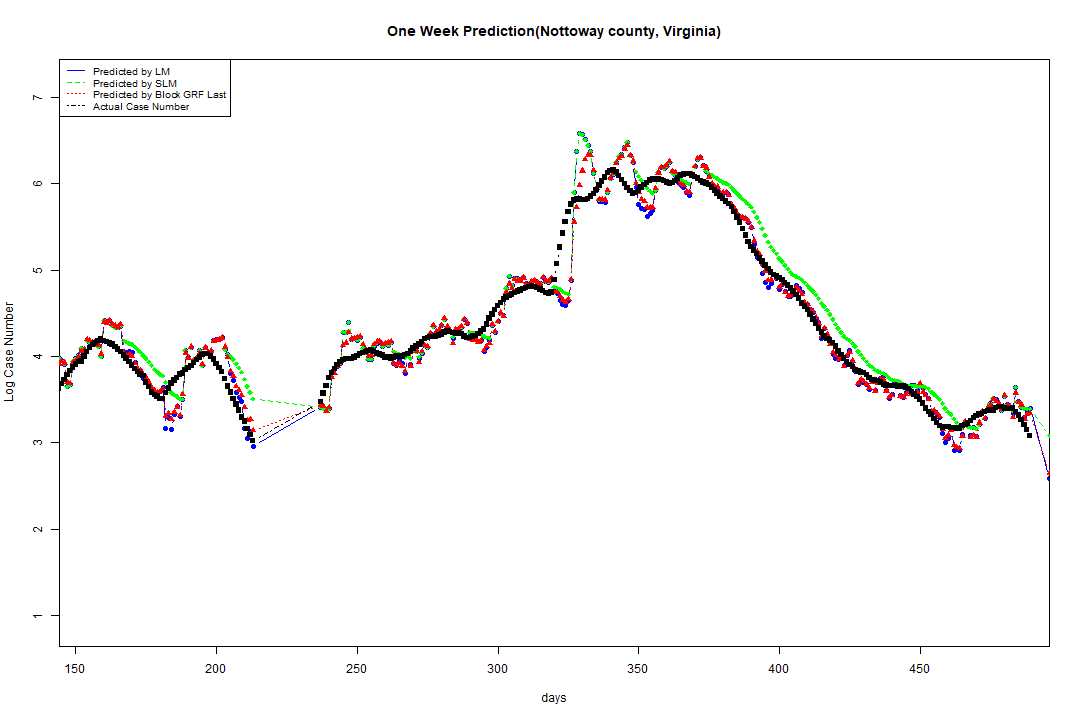 One Week Prediction(Nottoway county, Virginia)
Predicted by LM
Predicted by SLM
Predicted by Block GRF Last
Actual Case Number
7
6
5
4
3
2
1
Log Case Number
150 200 250 300 350 400 450
days